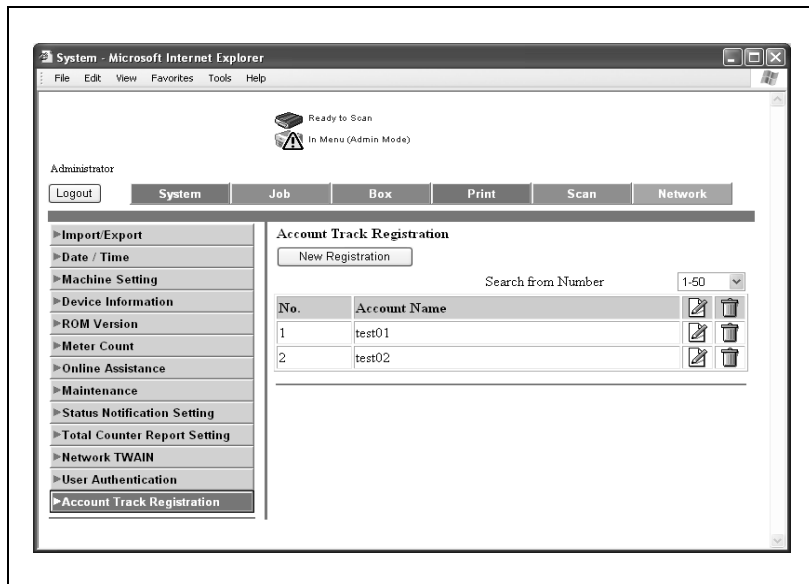 System - Microsoft Internet Explorer
File Edit View Favorites Tools Help
Ready to Scan
In Menu (Admin Mode)
Administrator
Logout System Job Box Print Scan Network
Import/Export
Date / Time
Machine Setting
Device Information
ROM Version
Meter Count
Online Assistance
Maintenance
Status Notification Setting
Total Counter Report Setting
Network TWAIN
User Authentication
Account Track Registration
Account Track Registration
New Registration
Search from Number 1-50
No. Account Name
1 test01
2 test02